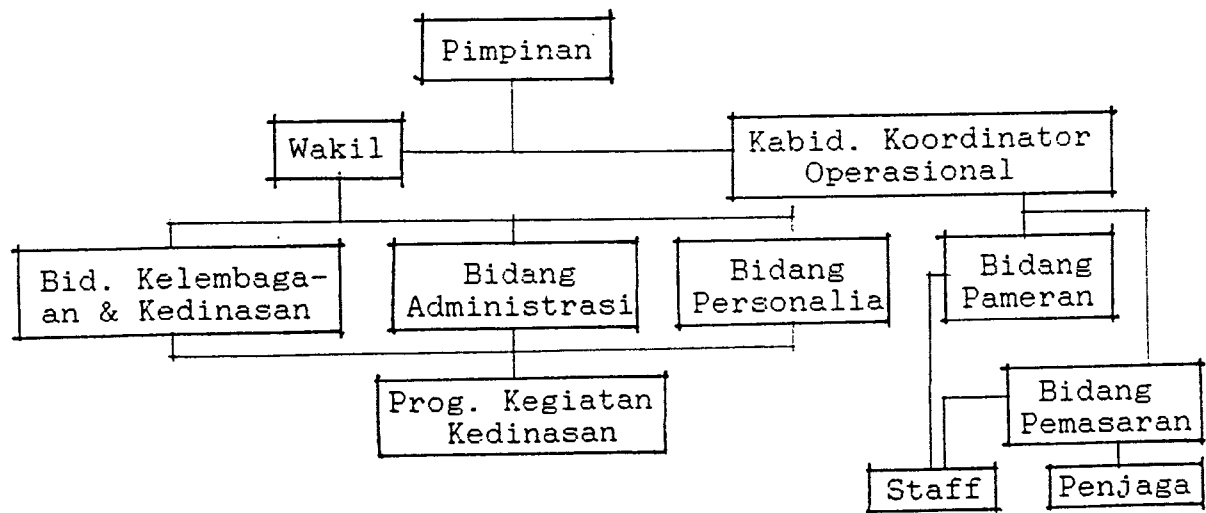 Pimpinan
Wakil
Kabid. Koordinator
Operasional
Bid. Kelembaga-
an & Kedinasan
Bidang
Administrasi
Bidang
Personalia
Bidang
Pameran
Prog. Kegiatan
Kedinasan
Bidang
Pemasaran
Staff
Penjaga